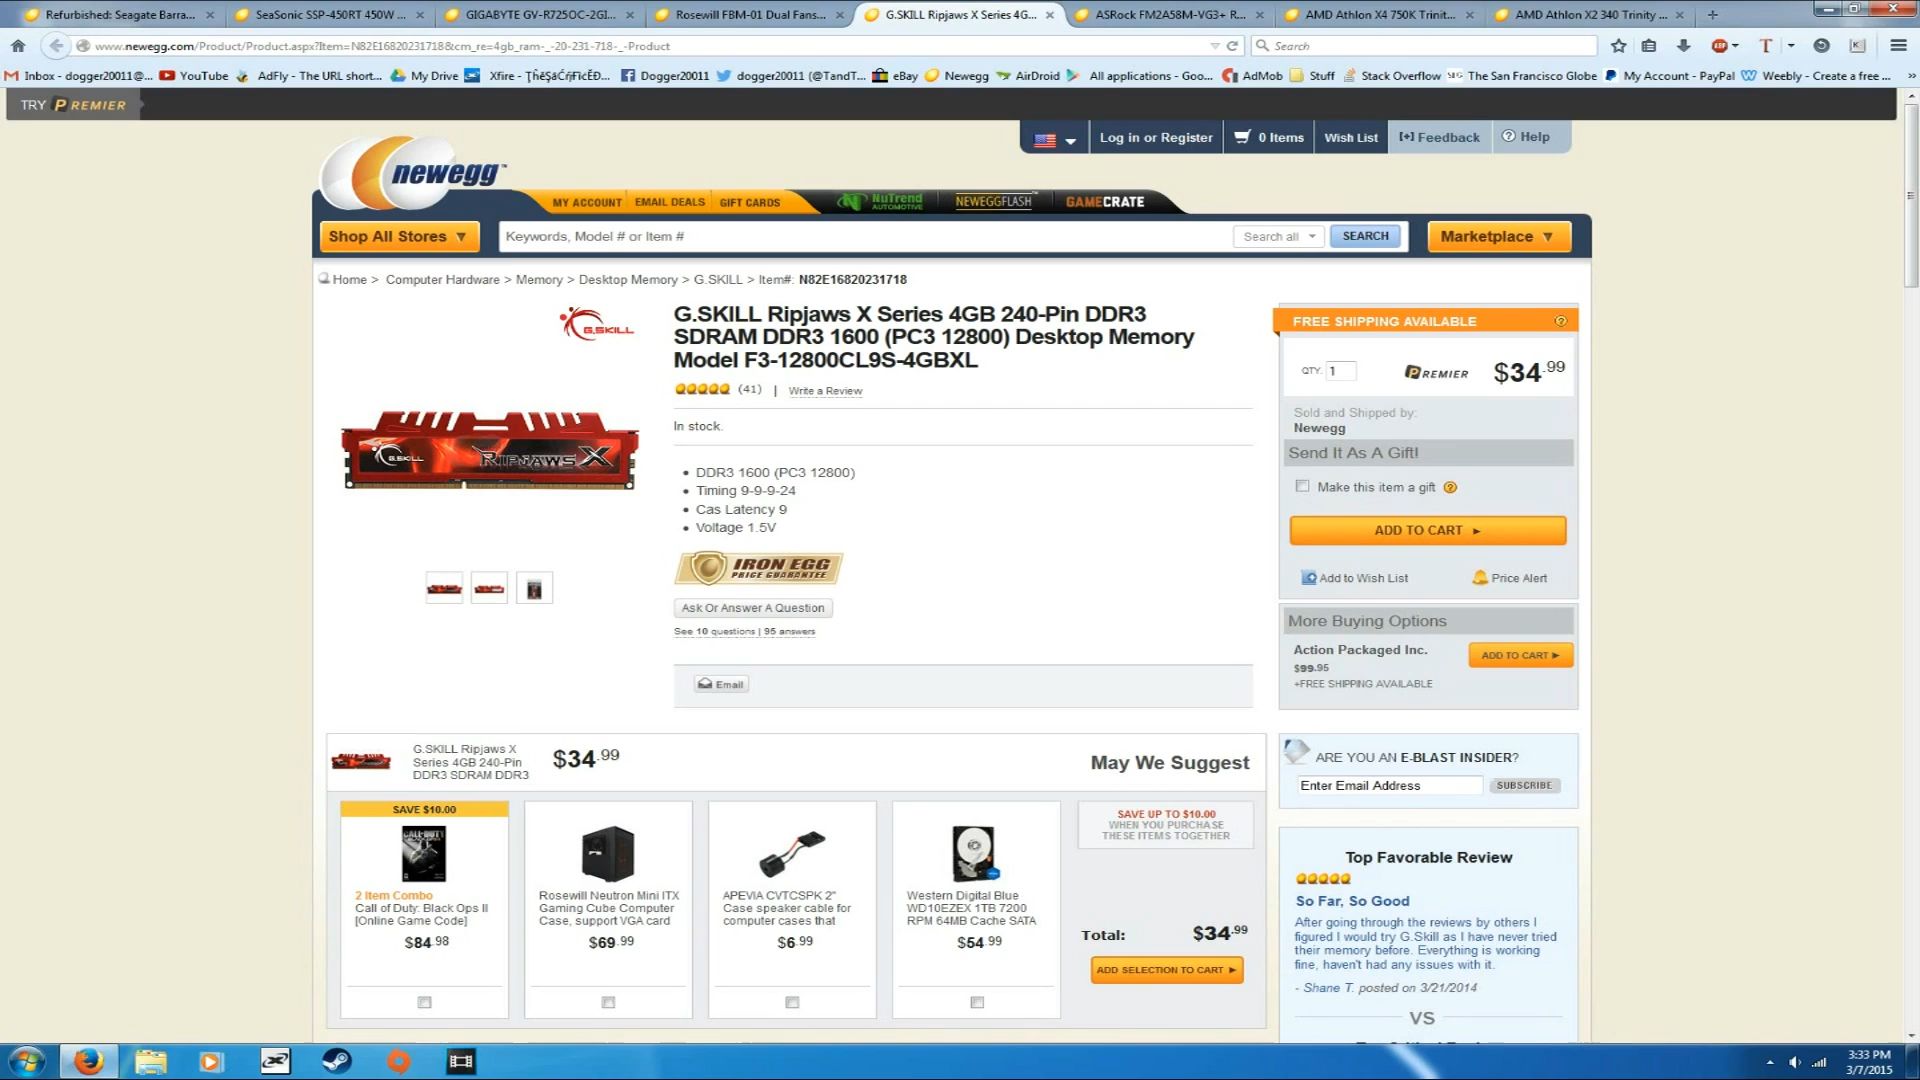 Refurbished: Seagate Barra...
SeaSonic SSP-450RT 450W ...
GIGABYTE GV-R725OC-2GI...
Rosewill FBM-01 Dual Fans...
G.SKILL Ripjaws X Series 4G...
ASRock FM2A58M-VG3+ R...
AMD Athlon X4 750K Trinit...
AMD Athlon X2 340 Trinity ...
www.newegg.com/Product/Product.aspx?Item=N82E16820231718&cm_re=4gb_ram-_-20-231-718-_-Product
Search
Inbox - dogger20011@...
YouTube
AdFly - The URL short...
My Drive
Dogger20011
dogger20011 (@TandT...
eBay
Newegg
AirDroid
All applications - Goo...
AdMob
Stuff
Stack Overflow
The San Francisco Globe
My Account - PayPal
Weebly - Create a free ...
TRY PREMIER
Log in or Register
0 Items
Wish List
[+] Feedback
Help
newegg™
MY ACCOUNT
EMAIL DEALS
GIFT CARDS
NUTREND AUTOMOTIVE
NEWEGGFLASH
GAMECRATE
Shop All Stores
Keywords, Model # or Item #
Search all
SEARCH
Marketplace
Home > Computer Hardware > Memory > Desktop Memory > G.SKILL > Item#: N82E16820231718
G.SKILL
G.SKILL Ripjaws X Series 4GB 240-Pin DDR3
SDRAM DDR3 1600 (PC3 12800) Desktop Memory
Model F3-12800CL9S-4GBXL
(41) | Write a Review
In stock.
G.SKILL RIPJAWS X
DDR3 1600 (PC3 12800)
Timing 9-9-9-24
Cas Latency 9
Voltage 1.5V
IRON EGG
PRICE GUARANTEE
Ask Or Answer A Question
See 10 questions | 95 answers
Email
FREE SHIPPING AVAILABLE
QTY: 1
PREMIER
$34.99
Sold and Shipped by:
Newegg
Send It As A Gift!
Make this item a gift
ADD TO CART
Add to Wish List
Price Alert
More Buying Options
Action Packaged Inc.
$99.95
+FREE SHIPPING AVAILABLE
ADD TO CART
G.SKILL Ripjaws X
Series 4GB 240-Pin
DDR3 SDRAM DDR3
$34.99
May We Suggest
SAVE $10.00
CALL OF DUTY
2 Item Combo
Call of Duty: Black Ops II
[Online Game Code]
$84.98
Rosewill Neutron Mini ITX
Gaming Cube Computer
Case, support VGA card
$69.99
APEVIA CVTCSPK 2"
Case speaker cable for
computer cases that
$6.99
Western Digital Blue
WD10EZEX 1TB 7200
RPM 64MB Cache SATA
$54.99
SAVE UP TO $10.00
WHEN YOU PURCHASE
THESE ITEMS TOGETHER
Total: $34.99
ADD SELECTION TO CART
ARE YOU AN E-BLAST INSIDER?
Enter Email Address
SUBSCRIBE
Top Favorable Review
So Far, So Good
After going through the reviews by others I
figured I would try G.Skill as I have never tried
their memory before. Everything is working
fine, haven't had any issues with it.
- Shane T. posted on 3/21/2014
VS
3:33 PM
3/7/2015